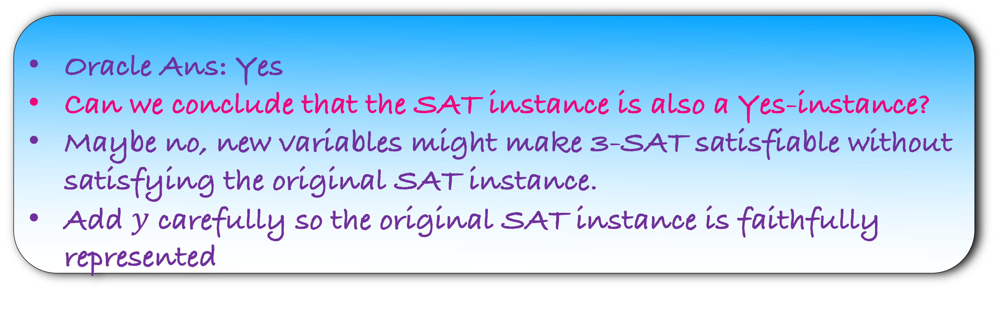 • Oracle Ans: Yes
• Can we conclude that the SAT instance is also a Yes-instance?
• Maybe no, new variables might make 3-SAT satisfiable without
satisfying the original SAT instance.
• Add y carefully so the original SAT instance is faithfully
represented